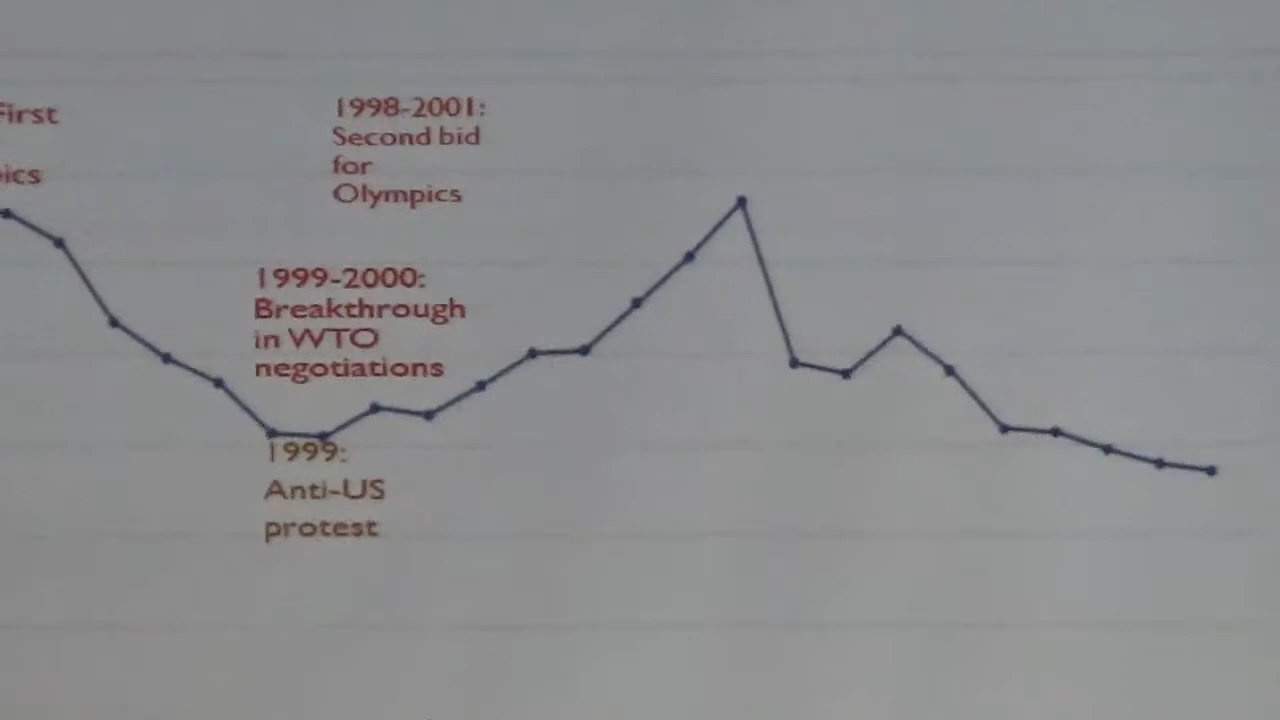 First
ics
1998-2001:
Second bid
for
Olympics
1999-2000:
Breakthrough
in WTO
negotiations
1999:
Anti-US
protest